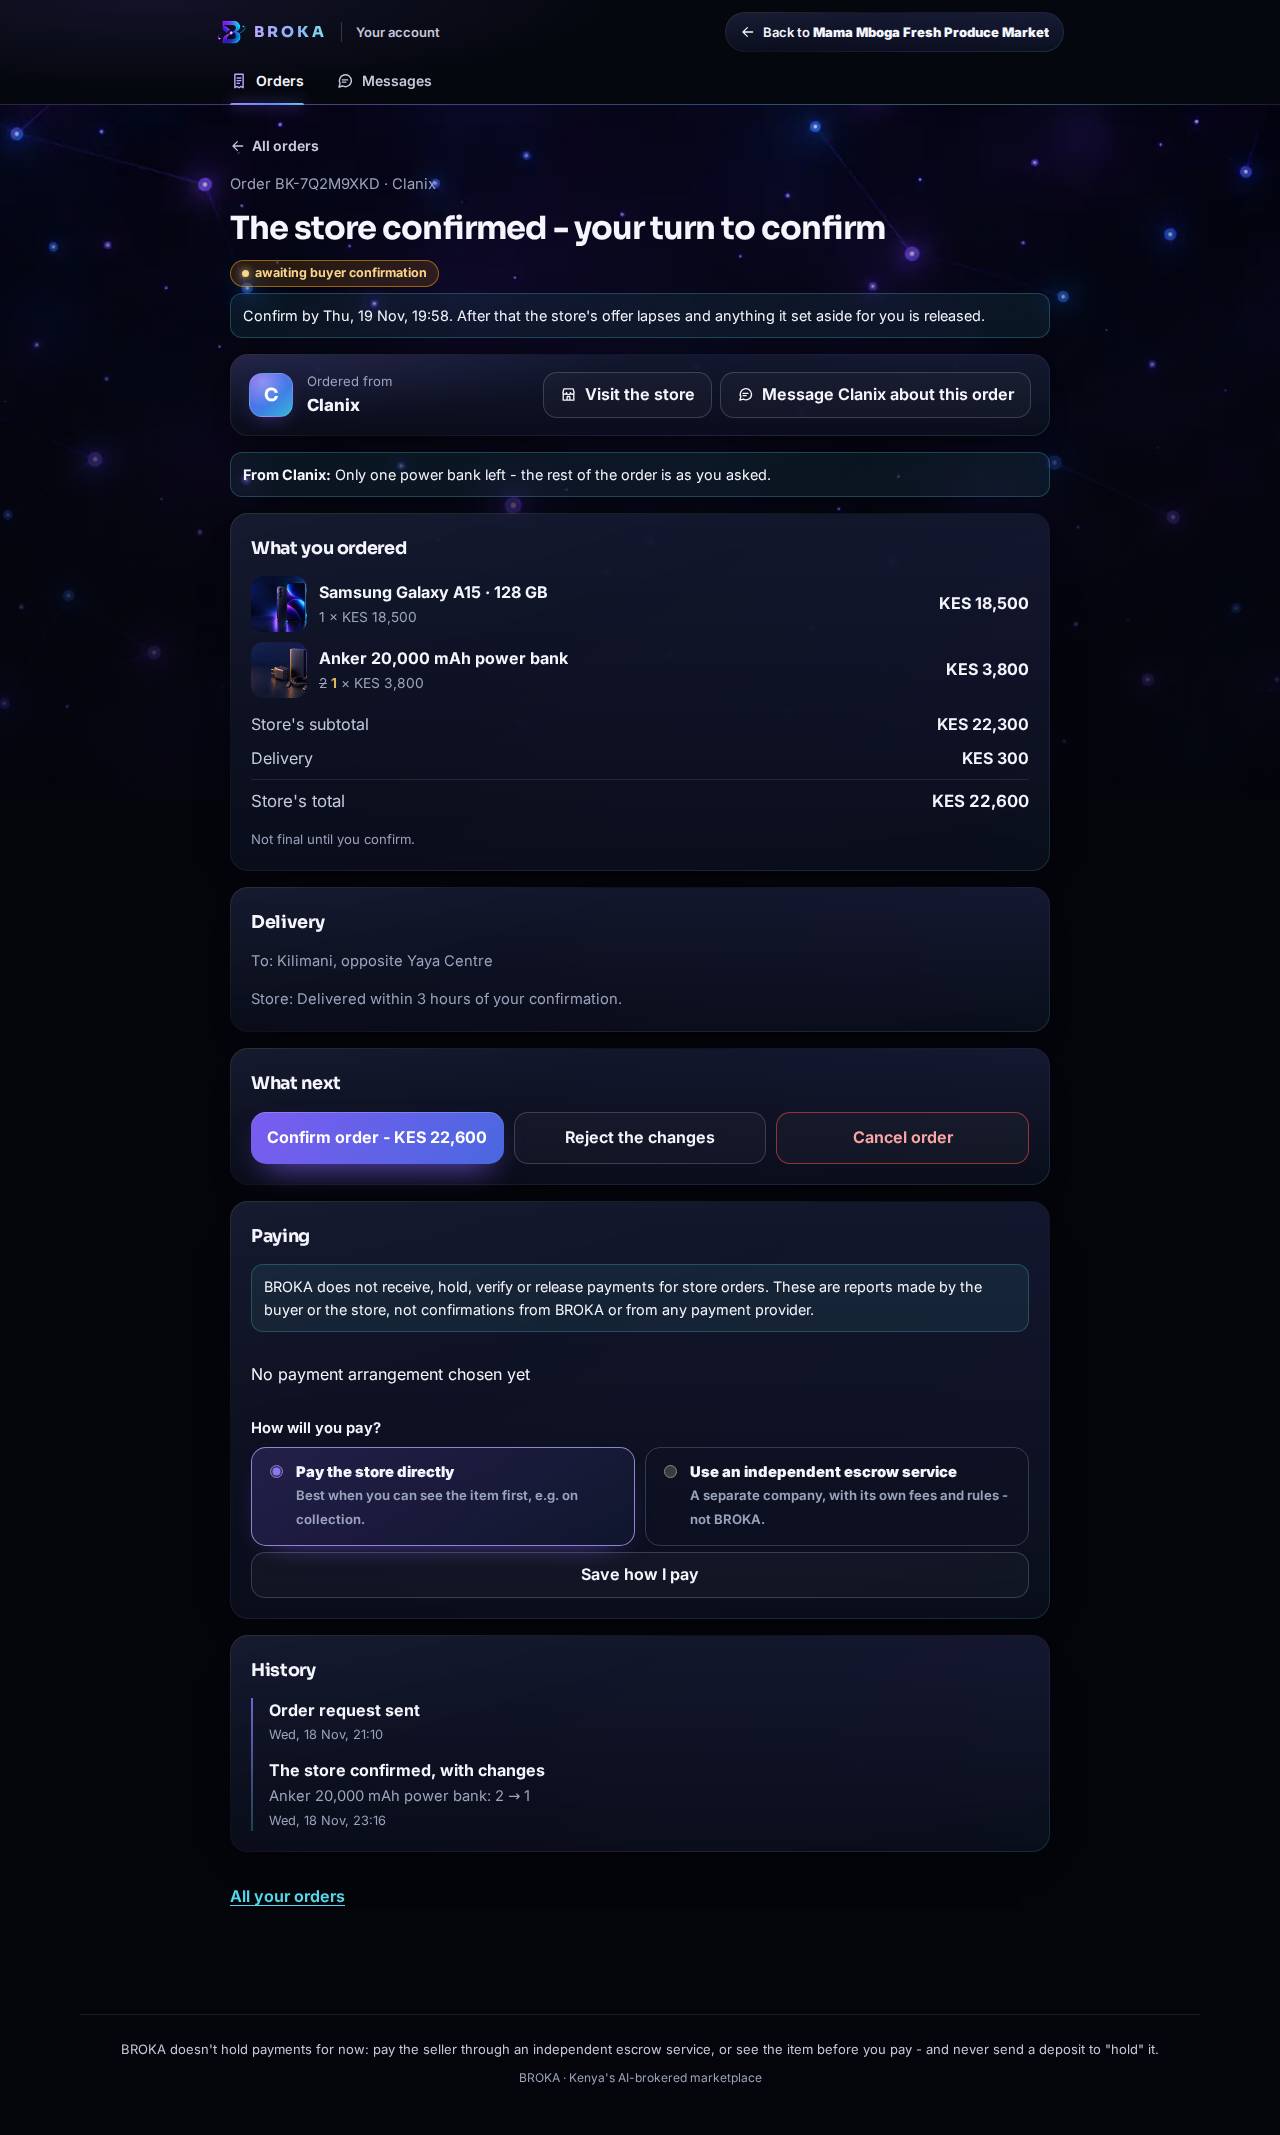 BROKA
Your account
Back to Mama Mboga Fresh Produce Market
Orders
Messages
All orders
Order BK-7Q2M9XKD · Clanix
The store confirmed - your turn to confirm
awaiting buyer confirmation
Confirm by Thu, 19 Nov, 19:58. After that the store's offer lapses and anything it set aside for you is released.
C
Ordered from
Clanix
Visit the store
Message Clanix about this order
From Clanix: Only one power bank left - the rest of the order is as you asked.
What you ordered
Samsung Galaxy A15 · 128 GB
1 × KES 18,500
KES 18,500
Anker 20,000 mAh power bank
2 1 × KES 3,800
KES 3,800
Store's subtotal
KES 22,300
Delivery
KES 300
Store's total
KES 22,600
Not final until you confirm.
Delivery
To: Kilimani, opposite Yaya Centre
Store: Delivered within 3 hours of your confirmation.
What next
Confirm order - KES 22,600
Reject the changes
Cancel order
Paying
BROKA does not receive, hold, verify or release payments for store orders. These are reports made by the
buyer or the store, not confirmations from BROKA or from any payment provider.
No payment arrangement chosen yet
How will you pay?
Pay the store directly
Best when you can see the item first, e.g. on
collection.
Use an independent escrow service
A separate company, with its own fees and rules -
not BROKA.
Save how I pay
History
Order request sent
Wed, 18 Nov, 21:10
The store confirmed, with changes
Anker 20,000 mAh power bank: 2 → 1
Wed, 18 Nov, 23:16
All your orders
BROKA doesn't hold payments for now: pay the seller through an independent escrow service, or see the item before you pay - and never send a deposit to "hold" it.
BROKA · Kenya's AI-brokered marketplace